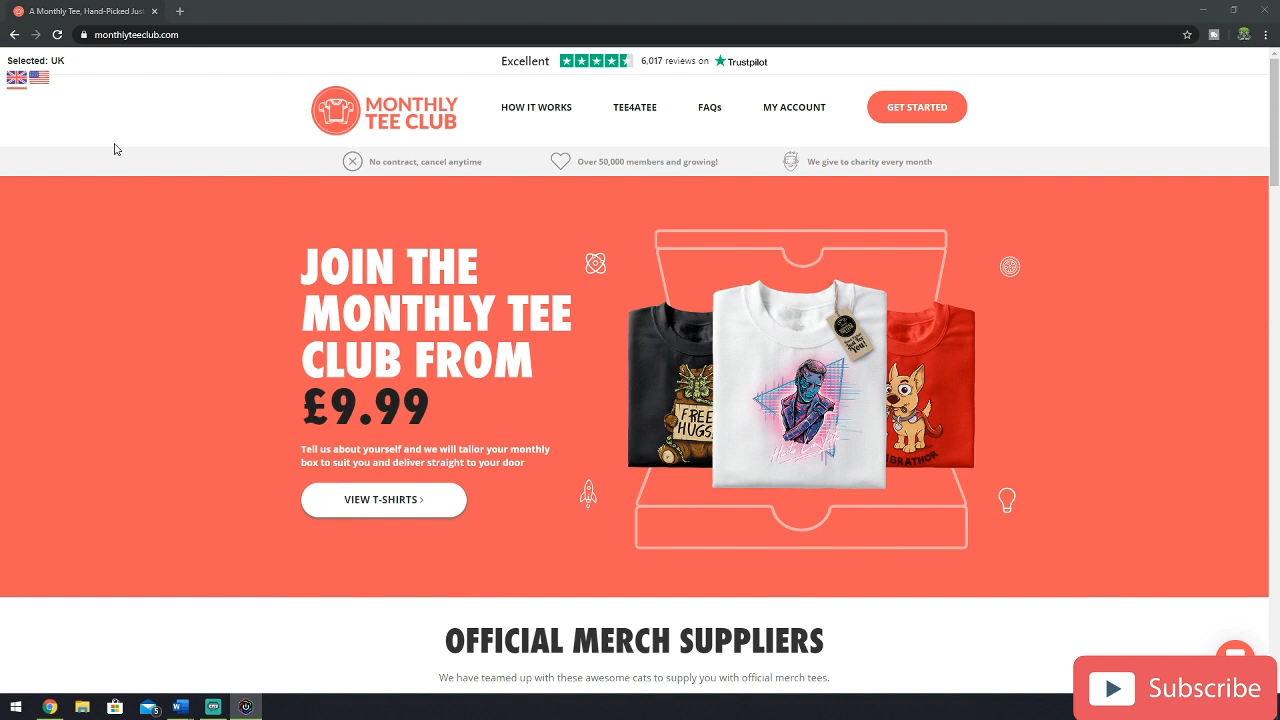 A Monthly Tee, Hand-Picked Just
monthlyteeclub.com
Selected: UK
Excellent 6,017 reviews on Trustpilot
MONTHLY
TEE CLUB
HOW IT WORKS TEE4ATEE FAQs MY ACCOUNT GET STARTED
No contract, cancel anytime Over 50,000 members and growing! We give to charity every month
JOIN THE
MONTHLY TEE
CLUB FROM
£9.99
Tell us about yourself and we will tailor your monthly
box to suit you and deliver straight to your door
VIEW T-SHIRTS >
FREE
HUGS
OFFICIAL MERCH SUPPLIERS
We have teamed up with these awesome cats to supply you with official merch tees.
Subscribe
5